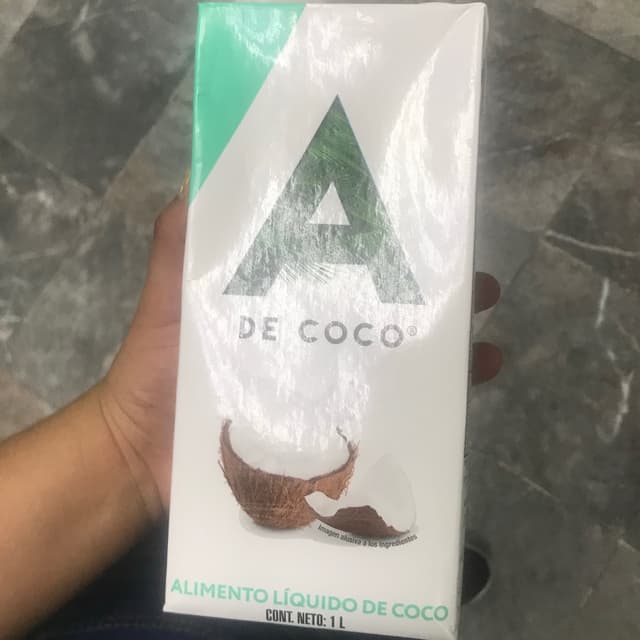 A
DE COCO®
Imagen alusiva a los ingredientes
ALIMENTO LÍQUIDO DE COCO
CONT. NETO: 1 L